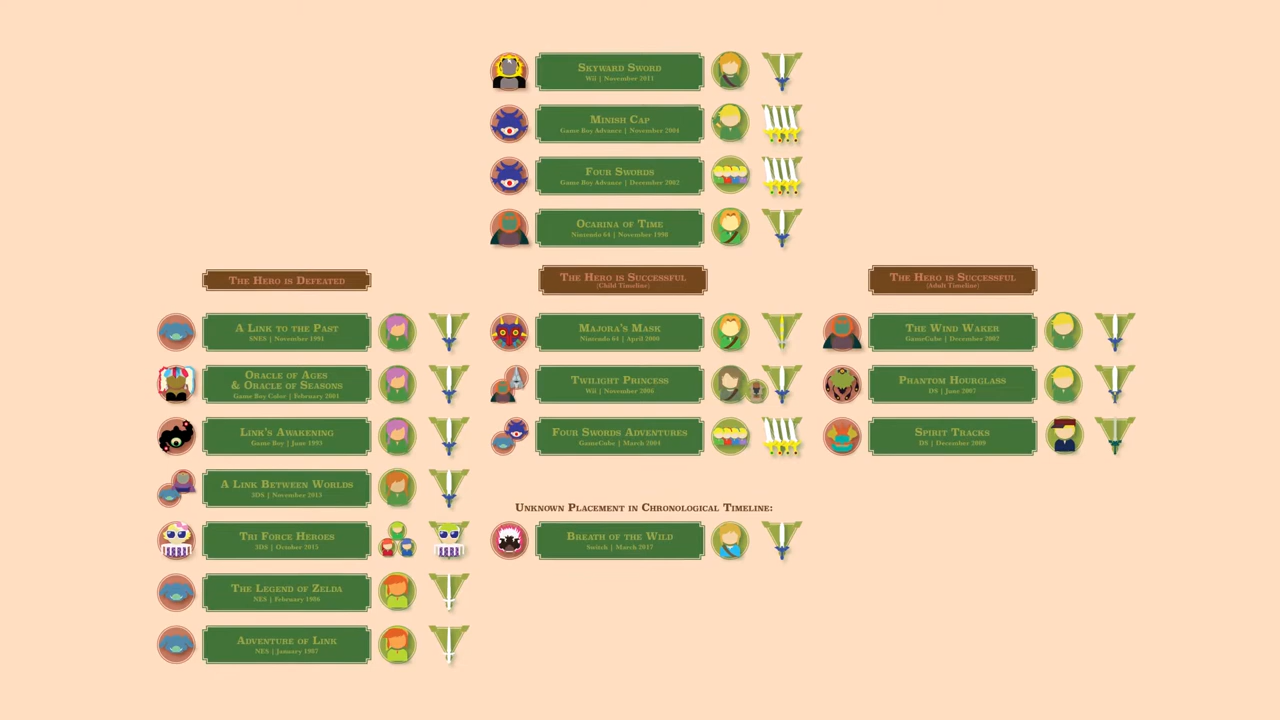 Skyward Sword
Wii | November 2011
Minish Cap
Game Boy Advance | November 2004
Four Swords
Game Boy Advance | December 2002
Ocarina of Time
Nintendo 64 | November 1998
The Hero is Defeated
A Link to the Past
SNES | November 1991
Oracle of Ages
& Oracle of Seasons
Game Boy Color | February 2001
Link's Awakening
Game Boy | June 1993
A Link Between Worlds
3DS | November 2013
Tri Force Heroes
3DS | October 2015
The Legend of Zelda
NES | February 1986
Adventure of Link
NES | January 1987
The Hero is Successful
(Child Timeline)
Majora's Mask
Nintendo 64 | April 2000
Twilight Princess
Wii | November 2006
Four Swords Adventures
GameCube | March 2004
Unknown Placement in Chronological Timeline:
Breath of the Wild
Switch | March 2017
The Hero is Successful
(Adult Timeline)
The Wind Waker
GameCube | December 2002
Phantom Hourglass
DS | June 2007
Spirit Tracks
DS | December 2009